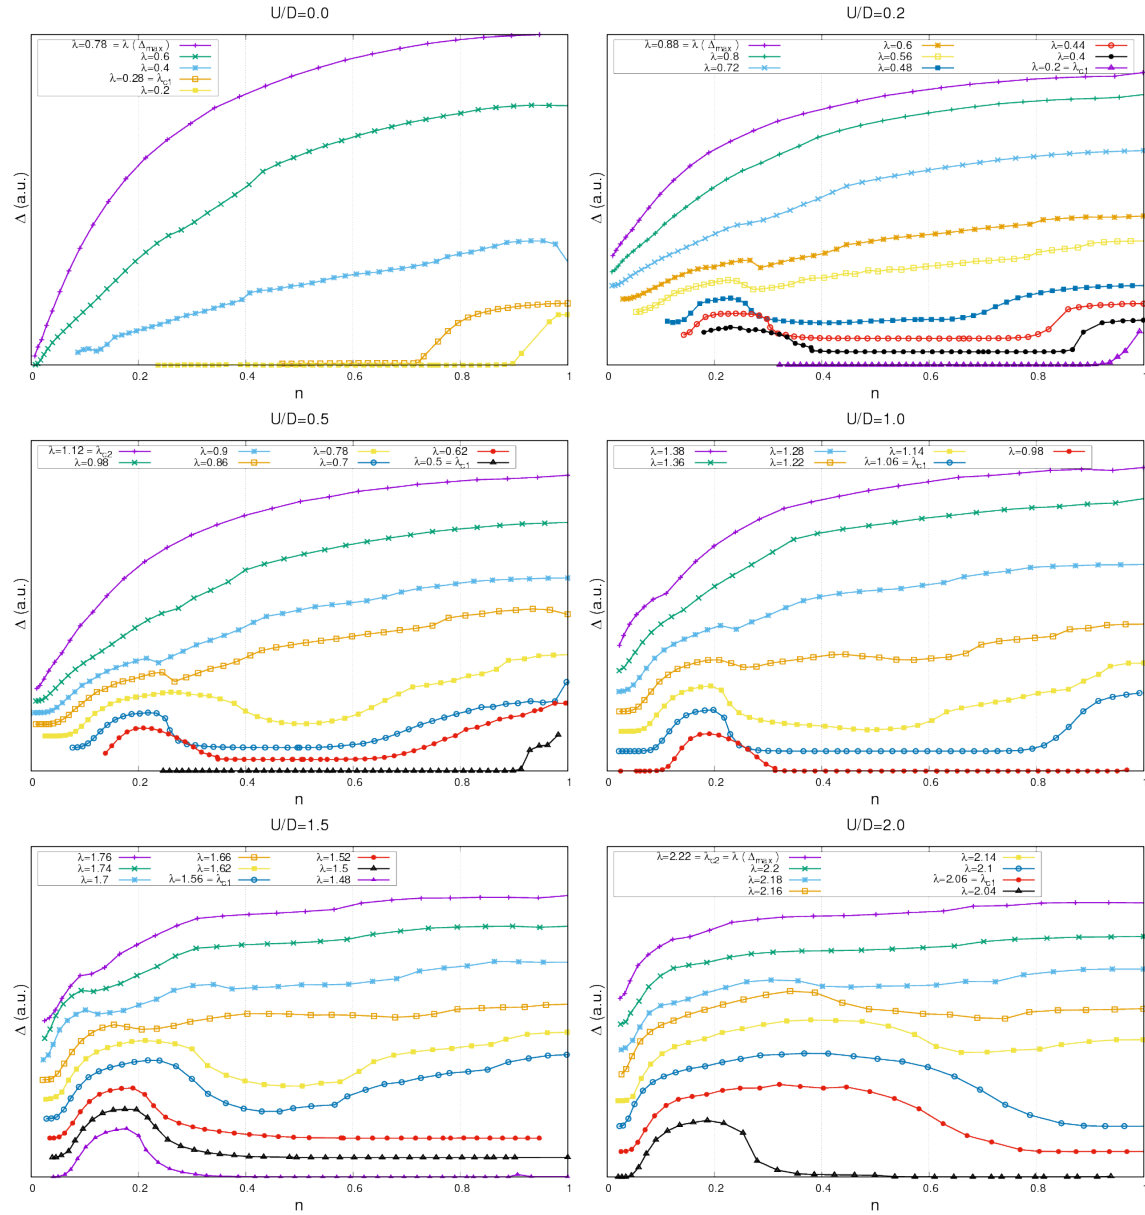 U/D=0.0
λ=0.78 = λ ( Δmax)
λ=0.6
λ=0.4
λ=0.28 = λc1
λ=0.2
Δ (a.u.)
0 0.2 0.4 0.6 0.8 1
n
U/D=0.2
λ=0.88 = λ ( Δmax)
λ=0.8
λ=0.72
λ=0.6
λ=0.56
λ=0.48
λ=0.44
λ=0.4
λ=0.2 = λc1
Δ (a.u.)
0 0.2 0.4 0.6 0.8 1
n
U/D=0.5
λ=1.12 = λc2
λ=0.98
λ=0.9
λ=0.86
λ=0.78
λ=0.7
λ=0.62
λ=0.5 = λc1
Δ (a.u.)
0 0.2 0.4 0.6 0.8 1
n
U/D=1.0
λ=1.38
λ=1.36
λ=1.28
λ=1.22
λ=1.14
λ=1.06 = λc1
λ=0.98
Δ (a.u.)
0 0.2 0.4 0.6 0.8 1
n
U/D=1.5
λ=1.76
λ=1.74
λ=1.7
λ=1.66
λ=1.62
λ=1.56 = λc1
λ=1.52
λ=1.5
λ=1.48
Δ (a.u.)
0 0.2 0.4 0.6 0.8 1
n
U/D=2.0
λ=2.22 = λc2 = λ ( Δmax)
λ=2.2
λ=2.18
λ=2.16
λ=2.14
λ=2.1
λ=2.06 = λc1
λ=2.04
Δ (a.u.)
0 0.2 0.4 0.6 0.8 1
n